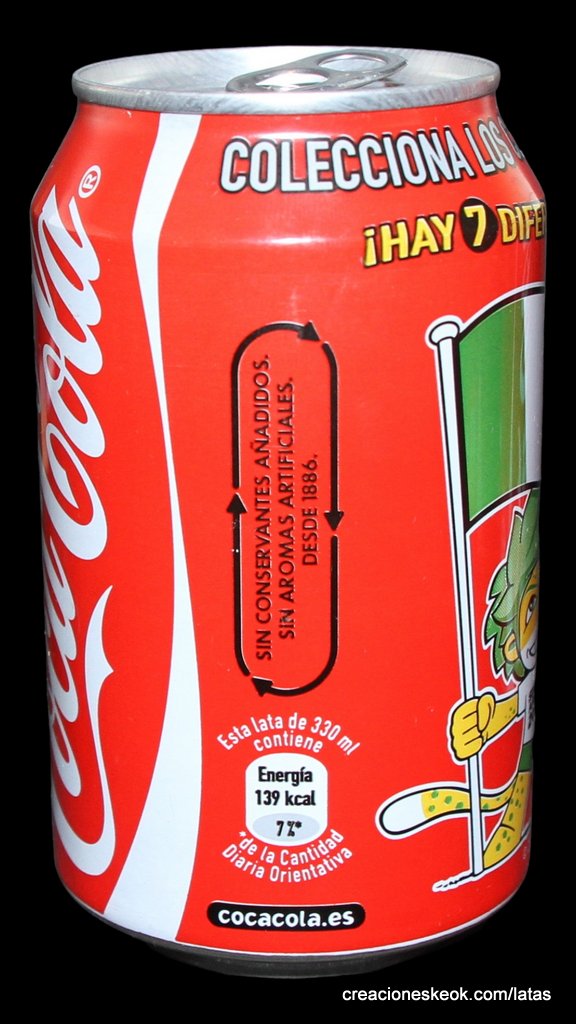 Coca-Cola®
COLECCIONA LOS
¡HAY 7 DIFE
SIN CONSERVANTES AÑADIDOS.
SIN AROMAS ARTIFICIALES.
DESDE 1886.
Esta lata de 330 ml
contiene
Energía
139 kcal
7%*
*de la Cantidad
Diaria Orientativa
cocacola.es
creacioneskeok.com/latas